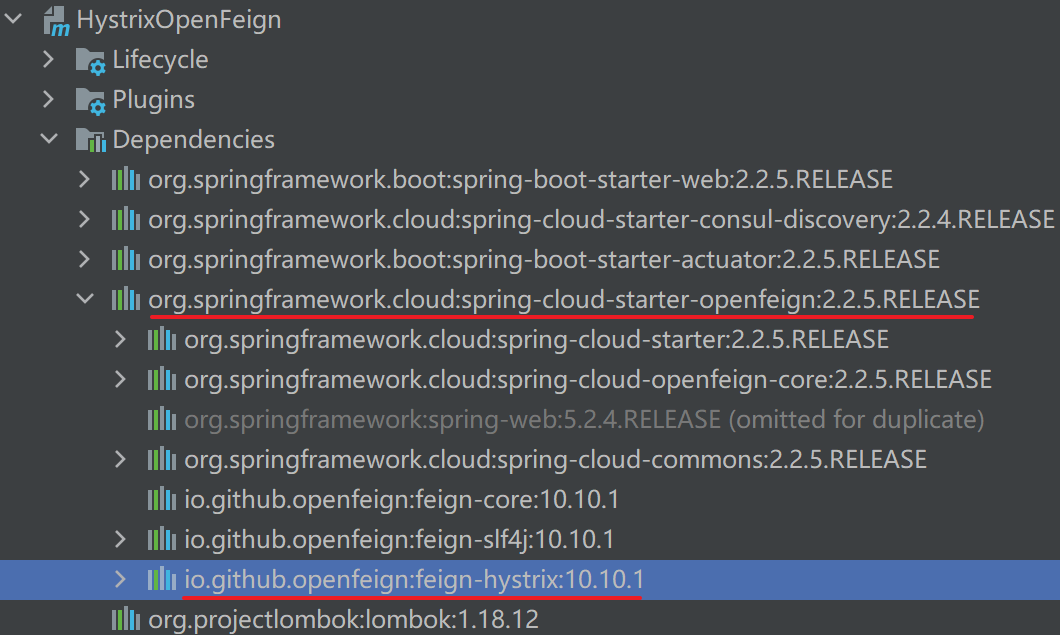 HystrixOpenFeign
Lifecycle
Plugins
Dependencies
org.springframework.boot:spring-boot-starter-web:2.2.5.RELEASE
org.springframework.cloud:spring-cloud-starter-consul-discovery:2.2.4.RELEASE
org.springframework.boot:spring-boot-starter-actuator:2.2.5.RELEASE
org.springframework.cloud:spring-cloud-starter-openfeign:2.2.5.RELEASE
org.springframework.cloud:spring-cloud-starter:2.2.5.RELEASE
org.springframework.cloud:spring-cloud-openfeign-core:2.2.5.RELEASE
org.springframework:spring-web:5.2.4.RELEASE (omitted for duplicate)
org.springframework.cloud:spring-cloud-commons:2.2.5.RELEASE
io.github.openfeign:feign-core:10.10.1
io.github.openfeign:feign-slf4j:10.10.1
io.github.openfeign:feign-hystrix:10.10.1
org.projectlombok:lombok:1.18.12